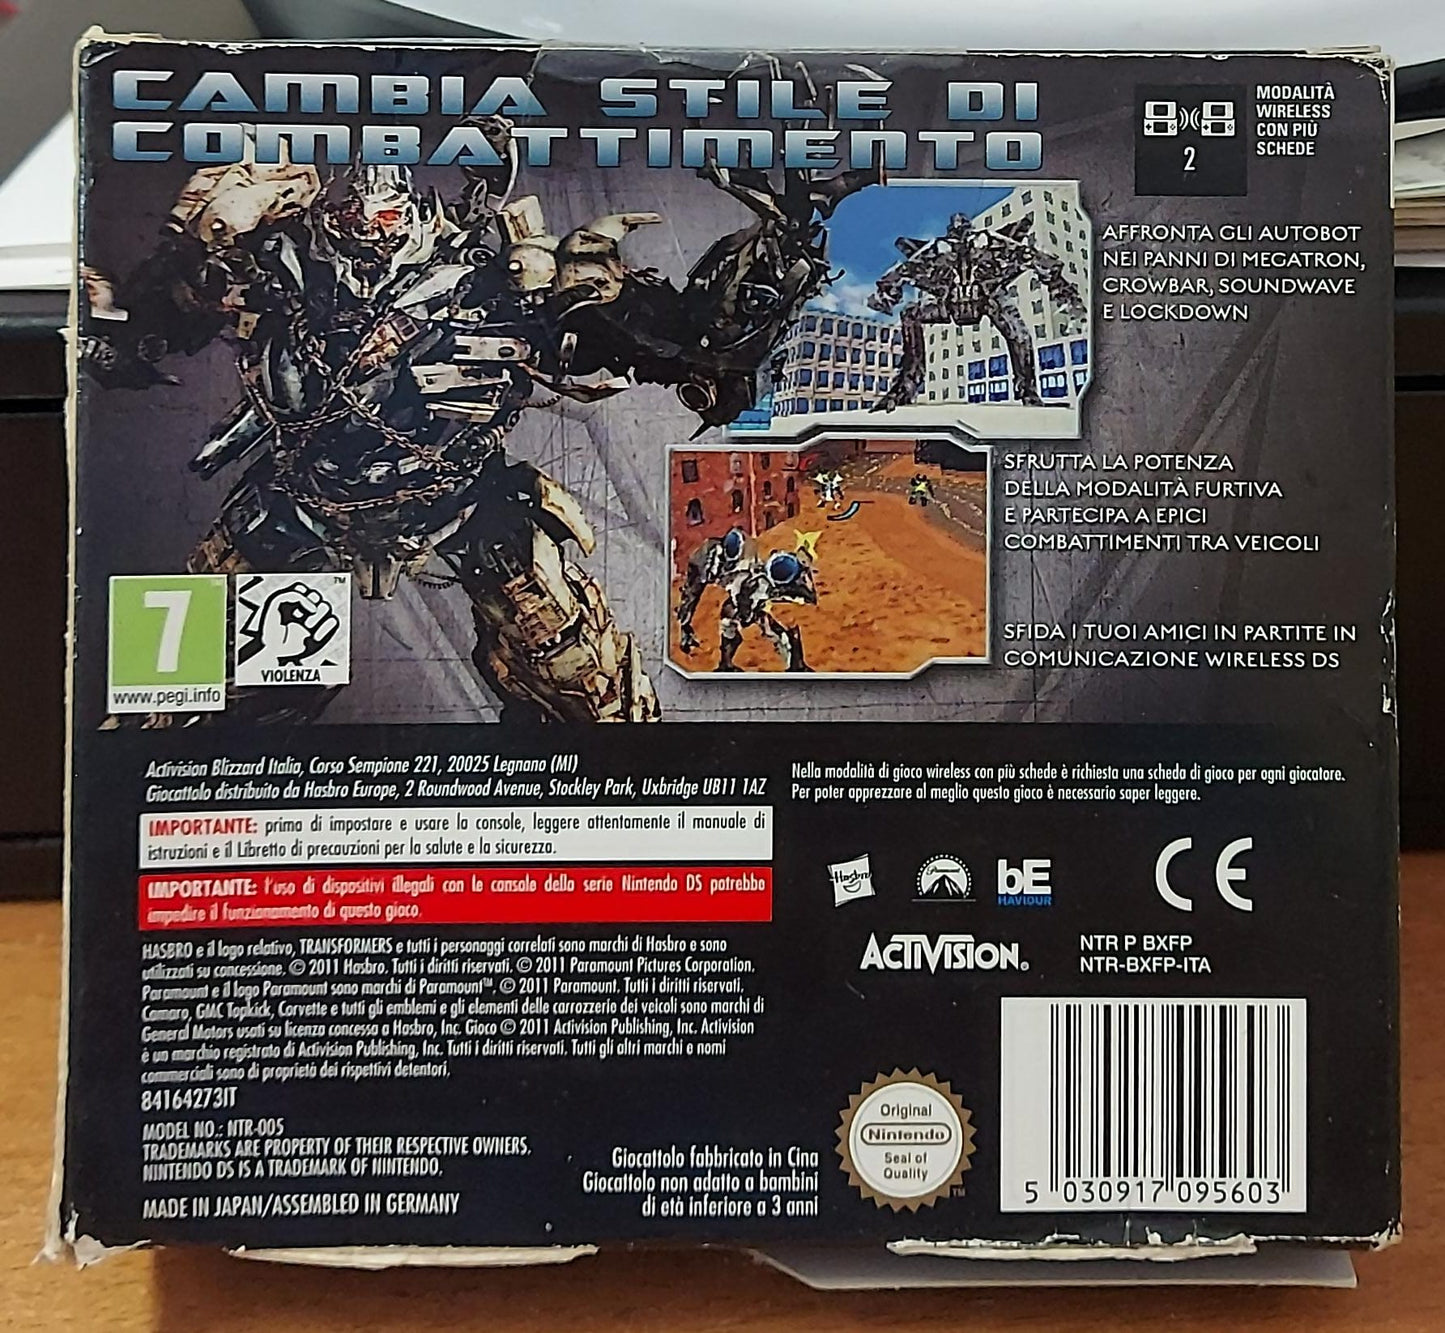 CAMBIA STILE DI
COMBATTIMENTO
MODALITÀ
WIRELESS
CON PIÙ
SCHEDE
2
AFFRONTA GLI AUTOBOT
NEI PANNI DI MEGATRON,
CROWBAR, SOUNDWAVE
E LOCKDOWN
SFRUTTA LA POTENZA
DELLA MODALITÀ FURTIVA
E PARTECIPA A EPICI
COMBATTIMENTI TRA VEICOLI
SFIDA I TUOI AMICI IN PARTITE IN
COMUNICAZIONE WIRELESS DS
7
www.pegi.info
VIOLENZA
TM
Activision Blizzard Italia, Corso Sempione 221, 20025 Legnano (MI)
Giocattolo distribuito da Hasbro Europe, 2 Roundwood Avenue, Stockley Park, Uxbridge UB11 1AZ
IMPORTANTE: prima di impostare e usare la console, leggere attentamente il manuale di
istruzioni e il Libretto di precauzioni per la salute e la sicurezza.
IMPORTANTE: l'uso di dispositivi illegali con le console della serie Nintendo DS potrebbe
impedire il funzionamento di questo gioco.
HASBRO e il logo relativo, TRANSFORMERS e tutti i personaggi correlati sono marchi di Hasbro e sono
utilizzati su concessione. © 2011 Hasbro. Tutti i diritti riservati. © 2011 Paramount Pictures Corporation.
Paramount e il logo Paramount sono marchi di Paramount™. © 2011 Paramount. Tutti i diritti riservati.
Camaro, GMC Topkick, Corvette e tutti gli emblemi e gli elementi delle carrozzerie dei veicoli sono marchi di
General Motors usati su licenza concessa a Hasbro, Inc. Gioco © 2011 Activision Publishing, Inc. Activision
è un marchio registrato di Activision Publishing, Inc. Tutti i diritti riservati. Tutti gli altri marchi e nomi
commerciali sono di proprietà dei rispettivi detentori.
84164273IT
MODEL NO.: NTR-005
TRADEMARKS ARE PROPERTY OF THEIR RESPECTIVE OWNERS.
NINTENDO DS IS A TRADEMARK OF NINTENDO.
MADE IN JAPAN/ASSEMBLED IN GERMANY
Giocattolo fabbricato in Cina
Giocattolo non adatto a bambini
di età inferiore a 3 anni
Nella modalità di gioco wireless con più schede è richiesta una scheda di gioco per ogni giocatore.
Per poter apprezzare al meglio questo gioco è necessario saper leggere.
Hasbro
Paramount
bE
HAVIOUR
CE
ACTIVISION®
NTR P BXFP
NTR-BXFP-ITA
Original
Nintendo
Seal of
Quality
TM
5 030917 095603